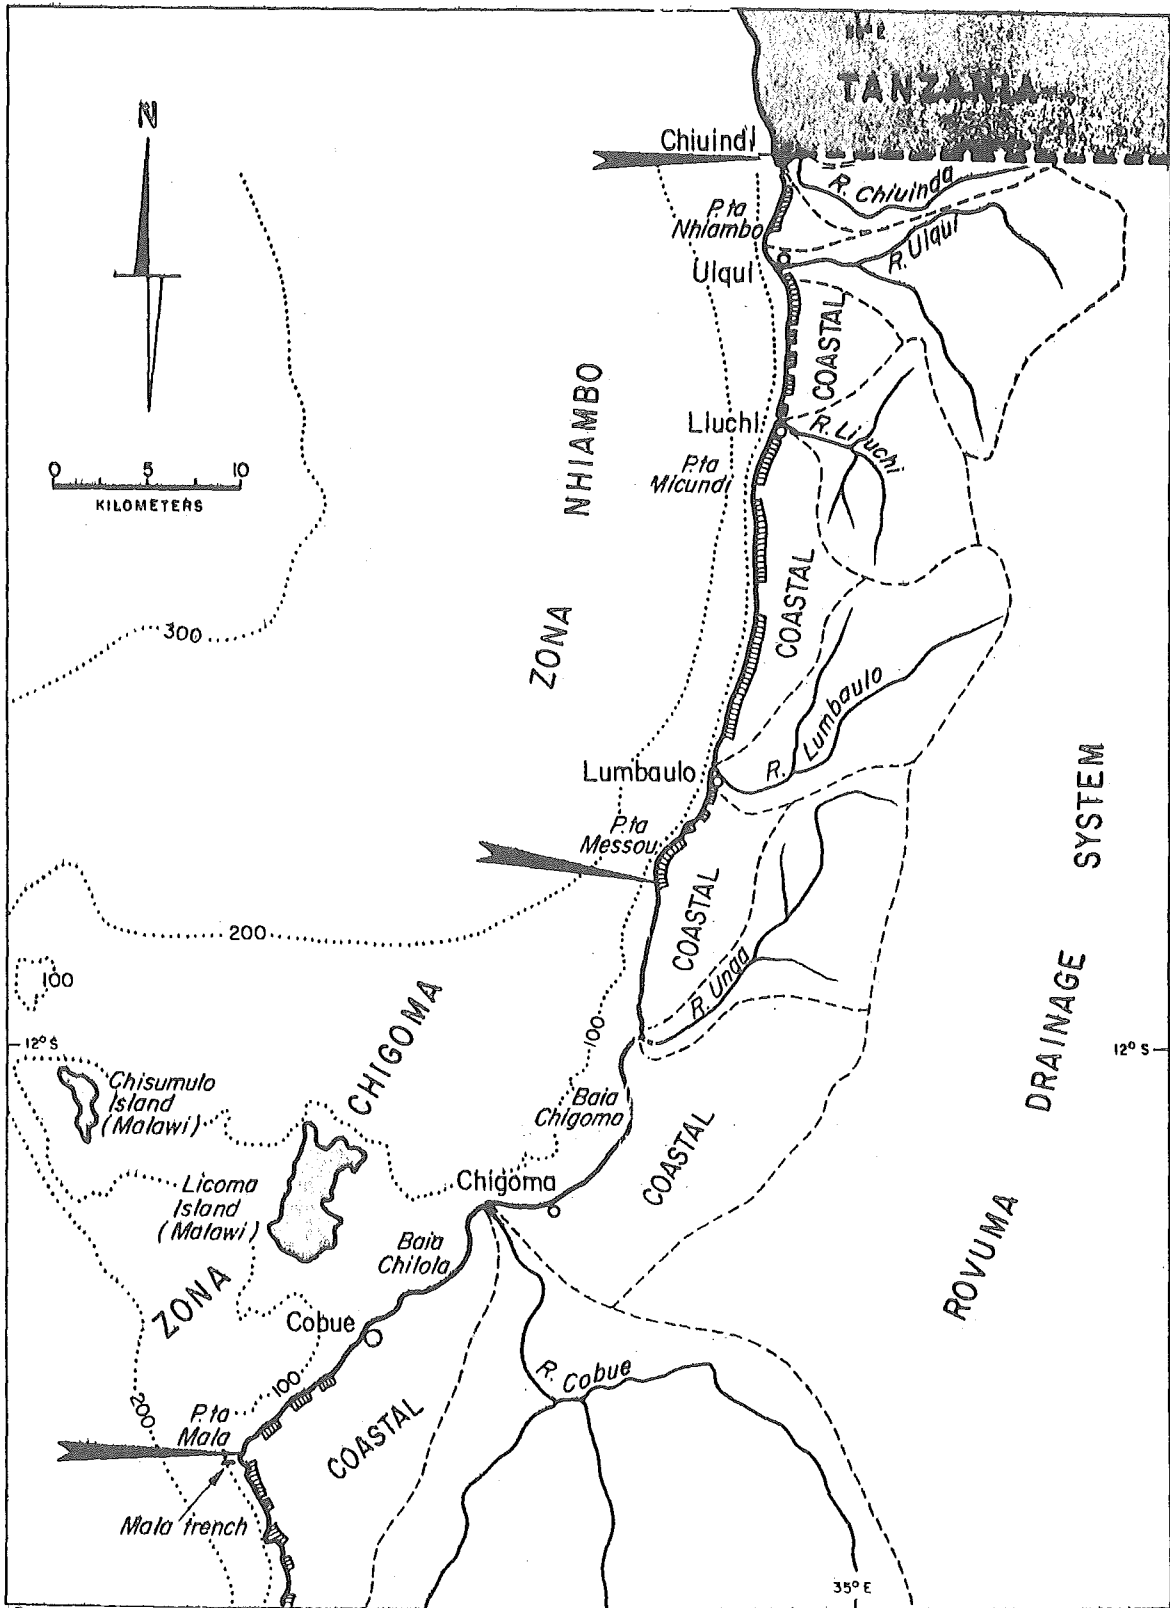 TANZANIA
N
Chiuindi
R. Chiuinda
P.ta
Nhiambo
R. Ulqui
Ulqui
COASTAL
Lluchi
R. Liuchi
P.ta
Micundi
0 5 10
KILOMETERS
ZONA NHIAMBO
300
COASTAL
R. Lumbaulo
Lumbaulo
P.ta
Messou
COASTAL
200
R. Unga
100
12° S
12° S
100
ZONA CHIGOMA
Chisumulo
Island
(Malawi)
Baia
Chigoma
COASTAL
Chigoma
Licoma
Island
(Malawi)
Baia
Chilola
ROVUMA DRAINAGE SYSTEM
Cobue
R. Cobue
100
200
P.ta
Mala
COASTAL
Mala trench
35° E